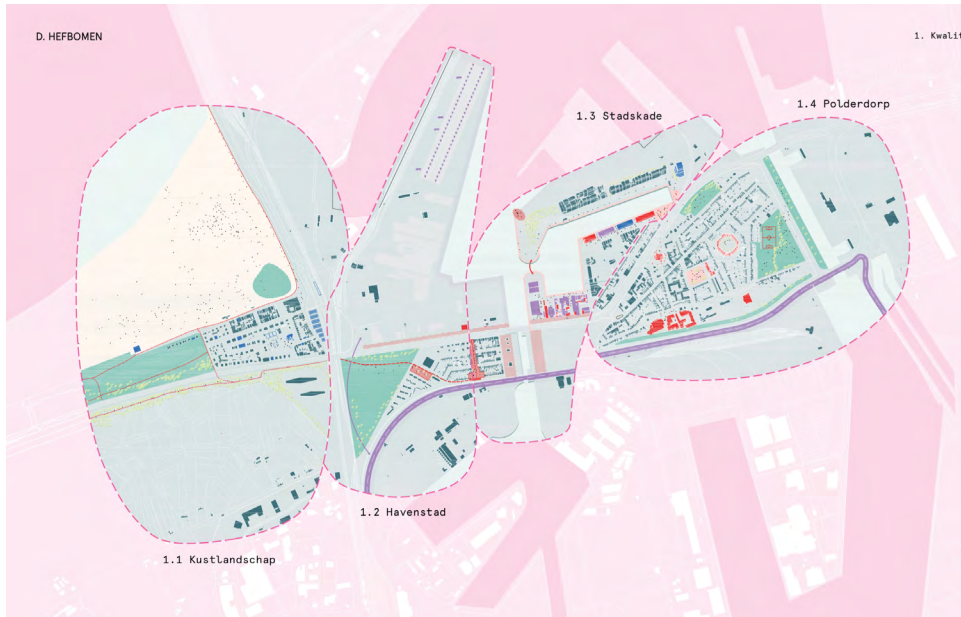 D. HEFBOMEN
1. Kwalit
1.3 Stadskade
1.4 Polderdorp
1.2 Havenstad
1.1 Kustlandschap